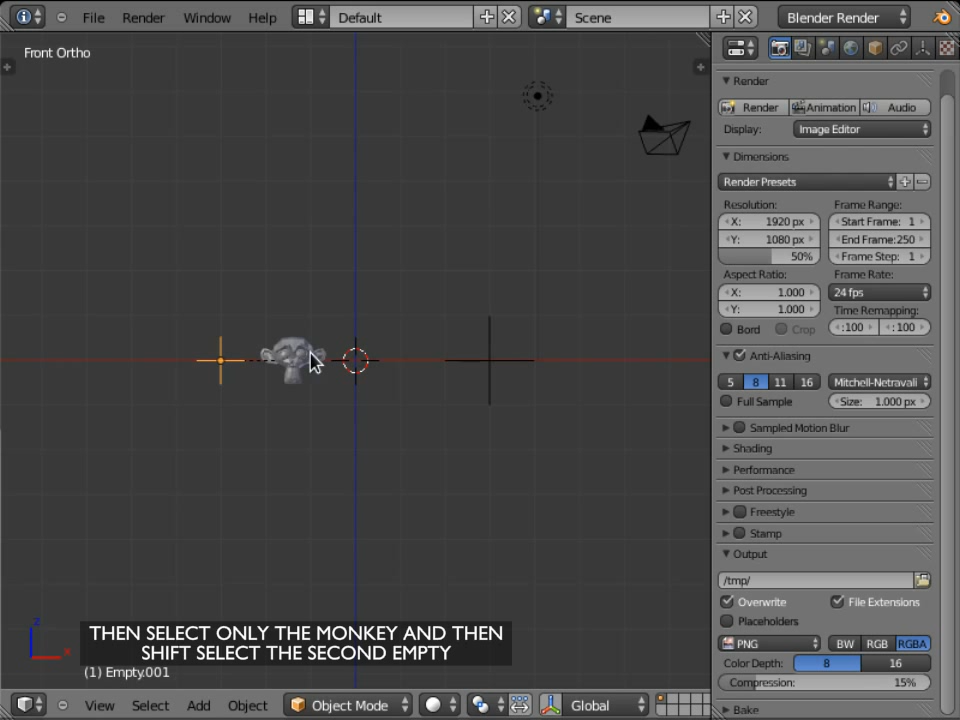 File Render Window Help Default Scene Blender Render
Front Ortho
Render
Render Animation Audio
Display: Image Editor
Dimensions
Render Presets
Resolution: Frame Range:
X: 1920 px Start Frame: 1
Y: 1080 px End Frame:250
50% Frame Step: 1
Aspect Ratio: Frame Rate:
X: 1.000 24 fps
Y: 1.000 Time Remapping:
Bord Crop :100 :100
Anti-Aliasing
5 8 11 16 Mitchell-Netravali
Full Sample Size: 1.000 px
Sampled Motion Blur
Shading
Performance
Post Processing
Freestyle
Stamp
Output
/tmp/
Overwrite File Extensions
Placeholders
PNG BW RGB RGBA
Color Depth: 8 16
Compression: 15%
Bake
z
x
THEN SELECT ONLY THE MONKEY AND THEN
SHIFT SELECT THE SECOND EMPTY
(1) Empty.001
View Select Add Object Object Mode Global